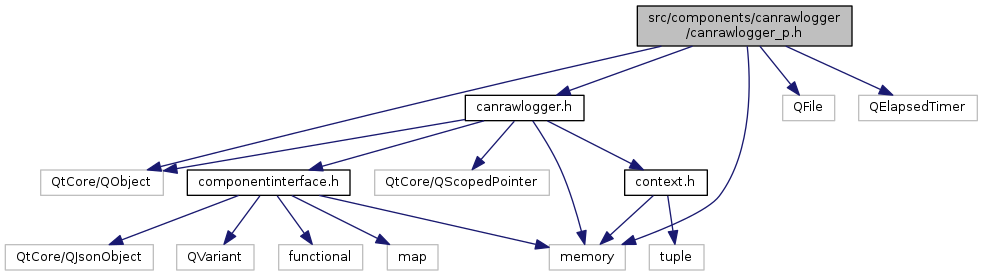 src/components/canrawlogger
/canrawlogger_p.h
canrawlogger.h
QFile
QElapsedTimer
QtCore/QObject
componentinterface.h
QtCore/QScopedPointer
context.h
QtCore/QJsonObject
QVariant
functional
map
memory
tuple